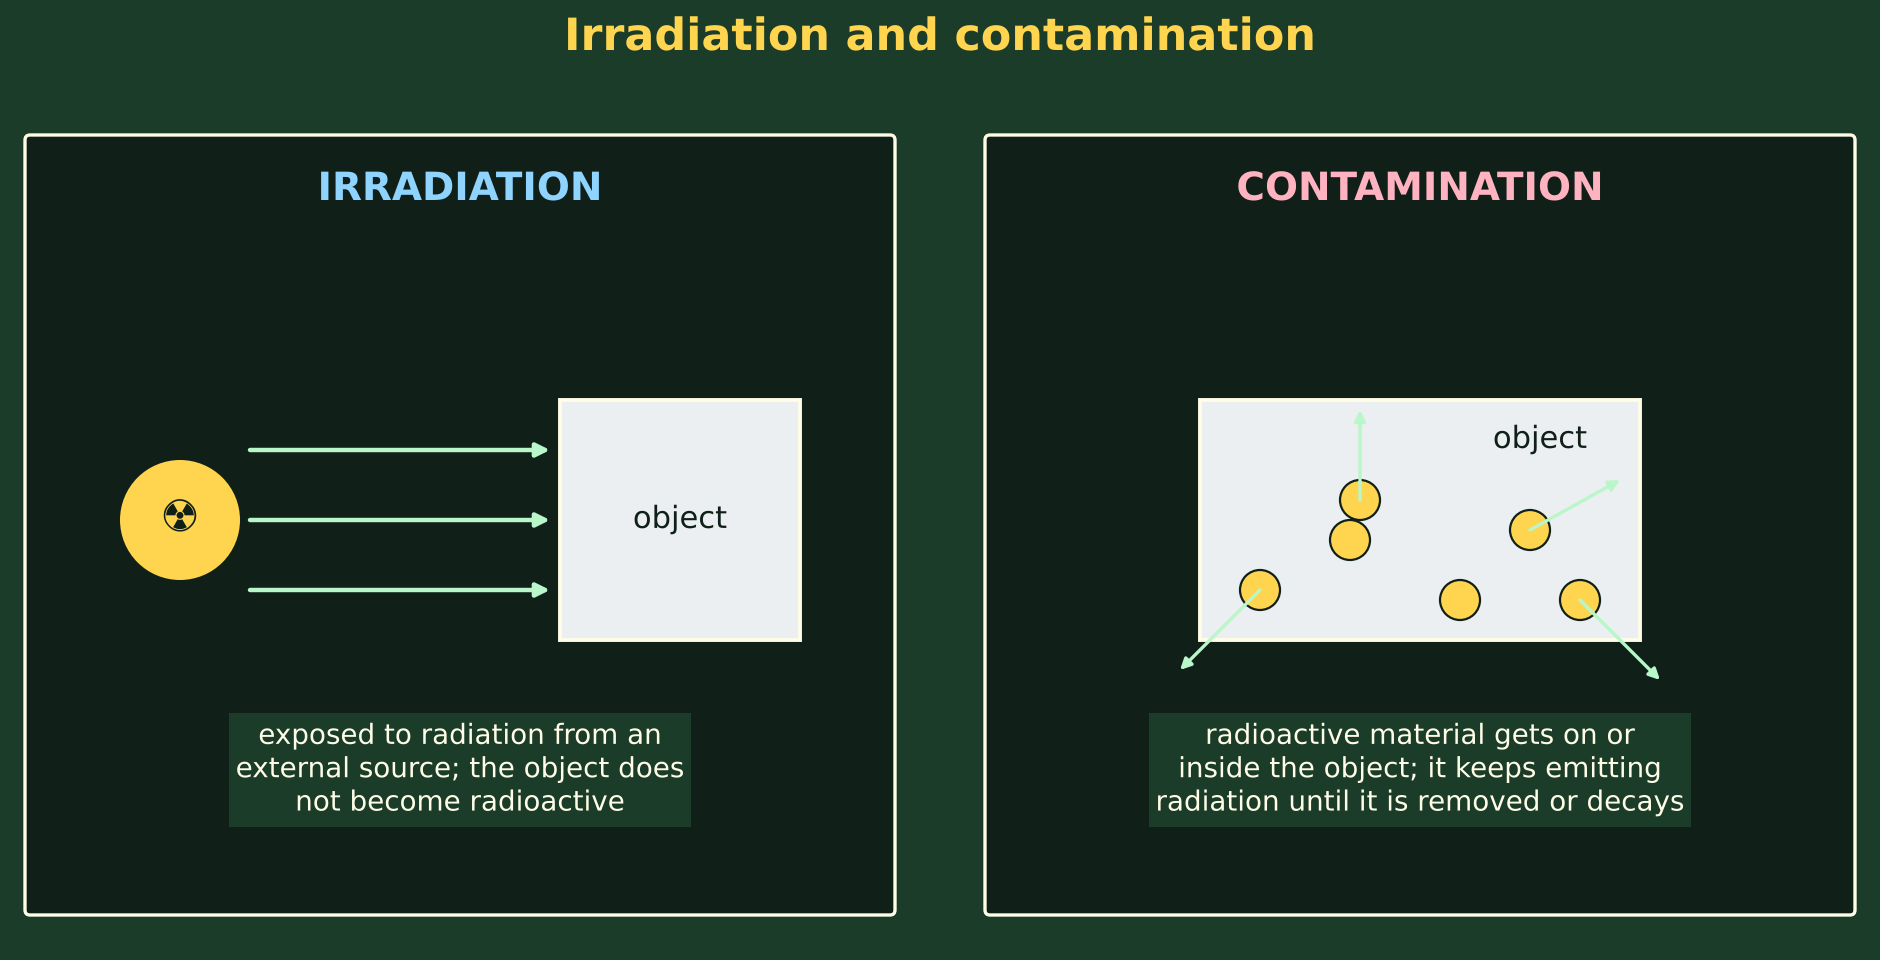 Irradiation and contamination
IRRADIATION
☢
object
exposed to radiation from an
external source; the object does
not become radioactive
CONTAMINATION
object
radioactive material gets on or
inside the object; it keeps emitting
radiation until it is removed or decays